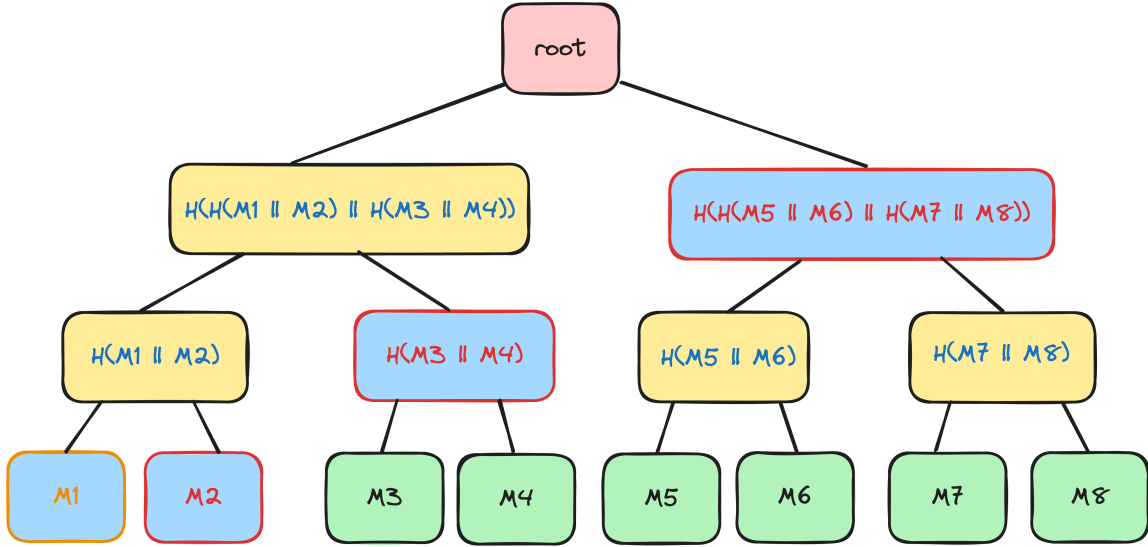 root
H(H(M1 || M2) || H(M3 || M4))
H(H(M5 || M6) || H(M7 || M8))
H(M1 || M2)
H(M3 || M4)
H(M5 || M6)
H(M7 || M8)
M1
M2
M3
M4
M5
M6
M7
M8